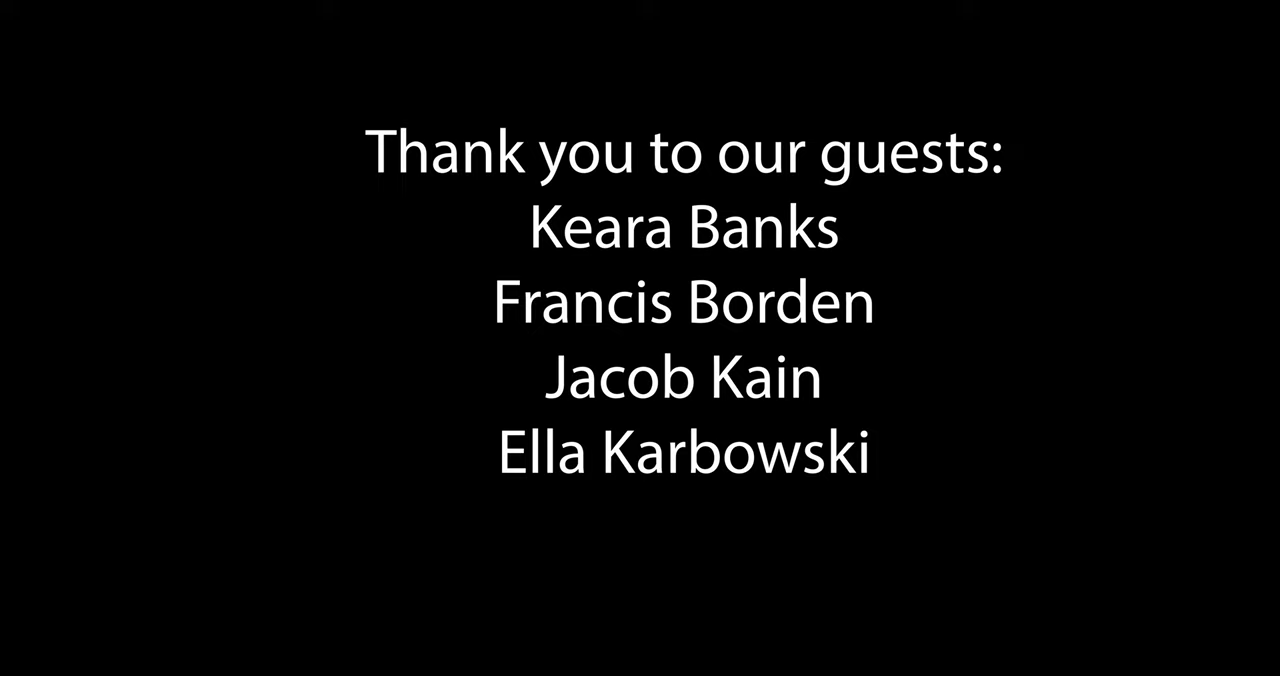 Thank you to our guests:
Keara Banks
Francis Borden
Jacob Kain
Ella Karbowski